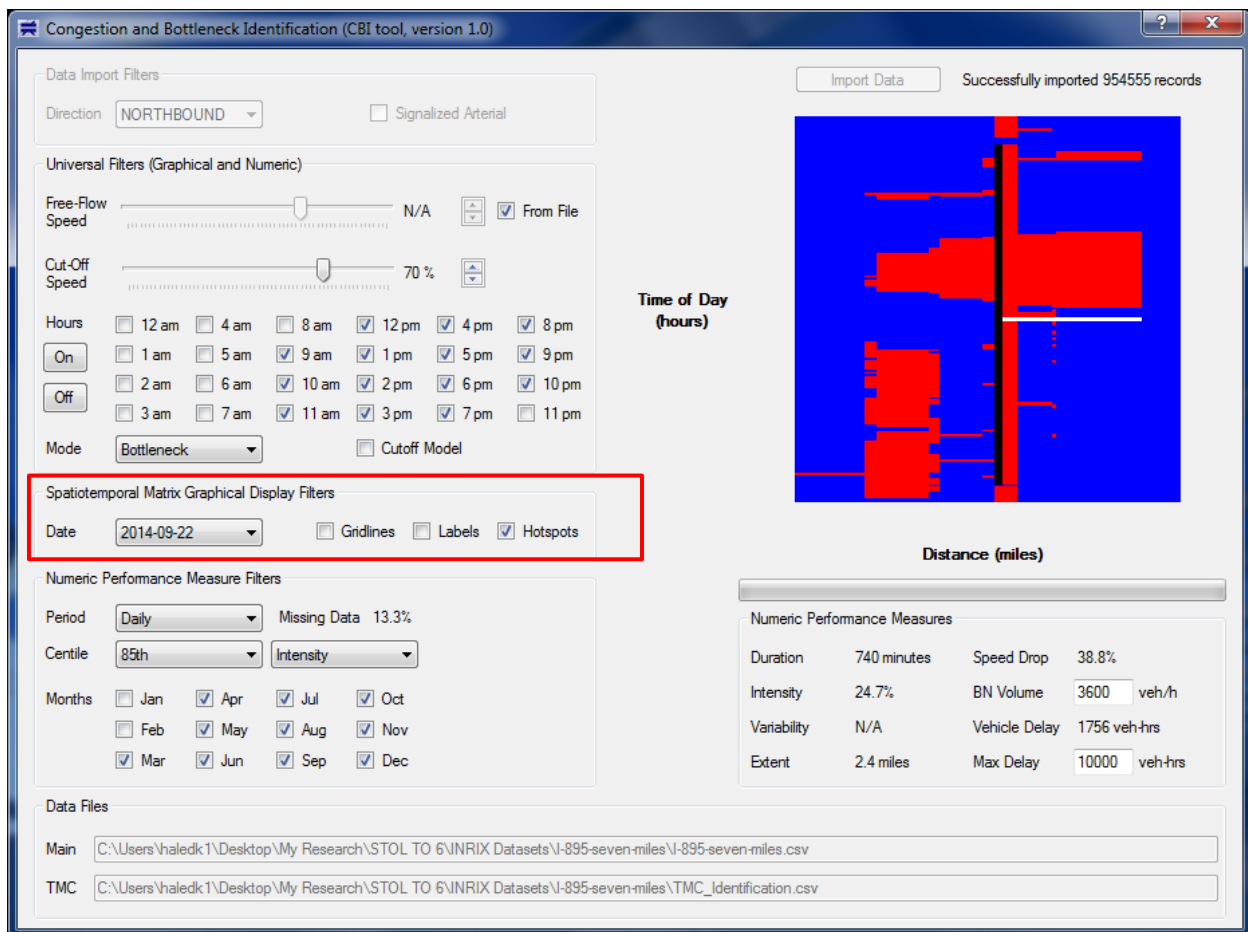 Congestion and Bottleneck Identification (CBI tool, version 1.0)
? X
Data Import Filters
Direction NORTHBOUND Signalized Arterial
Import Data Successfully imported 954555 records
Universal Filters (Graphical and Numeric)
Free-Flow Speed N/A From File
Cut-Off Speed 70 %
Hours 12 am 4 am 8 am 12 pm 4 pm 8 pm
On 1 am 5 am 9 am 1 pm 5 pm 9 pm
Off 2 am 6 am 10 am 2 pm 6 pm 10 pm
3 am 7 am 11 am 3 pm 7 pm 11 pm
Mode Bottleneck Cutoff Model
Time of Day
(hours)
Distance (miles)
Spatiotemporal Matrix Graphical Display Filters
Date 2014-09-22 Gridlines Labels Hotspots
Numeric Performance Measure Filters
Period Daily Missing Data 13.3%
Centile 85th Intensity
Months Jan Apr Jul Oct
Feb May Aug Nov
Mar Jun Sep Dec
Numeric Performance Measures
Duration 740 minutes Speed Drop 38.8%
Intensity 24.7% BN Volume 3600 veh/h
Variability N/A Vehicle Delay 1756 veh-hrs
Extent 2.4 miles Max Delay 10000 veh-hrs
Data Files
Main C:\Users\haledk1\Desktop\My Research\STOL TO 6\INRIX Datasets\I-895-seven-miles\I-895-seven-miles.csv
TMC C:\Users\haledk1\Desktop\My Research\STOL TO 6\INRIX Datasets\I-895-seven-miles\TMC_Identification.csv